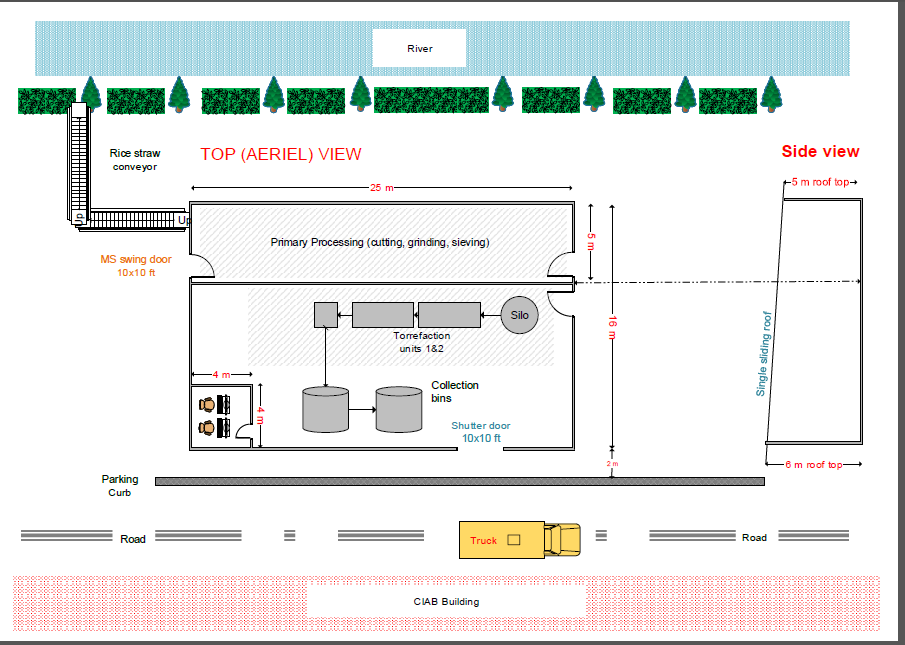 River
Rice straw
conveyor
TOP (AERIEL) VIEW
Side view
5 m roof top
25 m
Up
Up
Primary Processing (cutting, grinding, sieving)
5 m
MS swing door
10x10 ft
Silo
Torrefaction
units 1&2
16 m
Single sliding roof
4 m
4 m
Collection
bins
Shutter door
10x10 ft
2 m
6 m roof top
Parking
Curb
Road
Truck
Road
CIAB Building